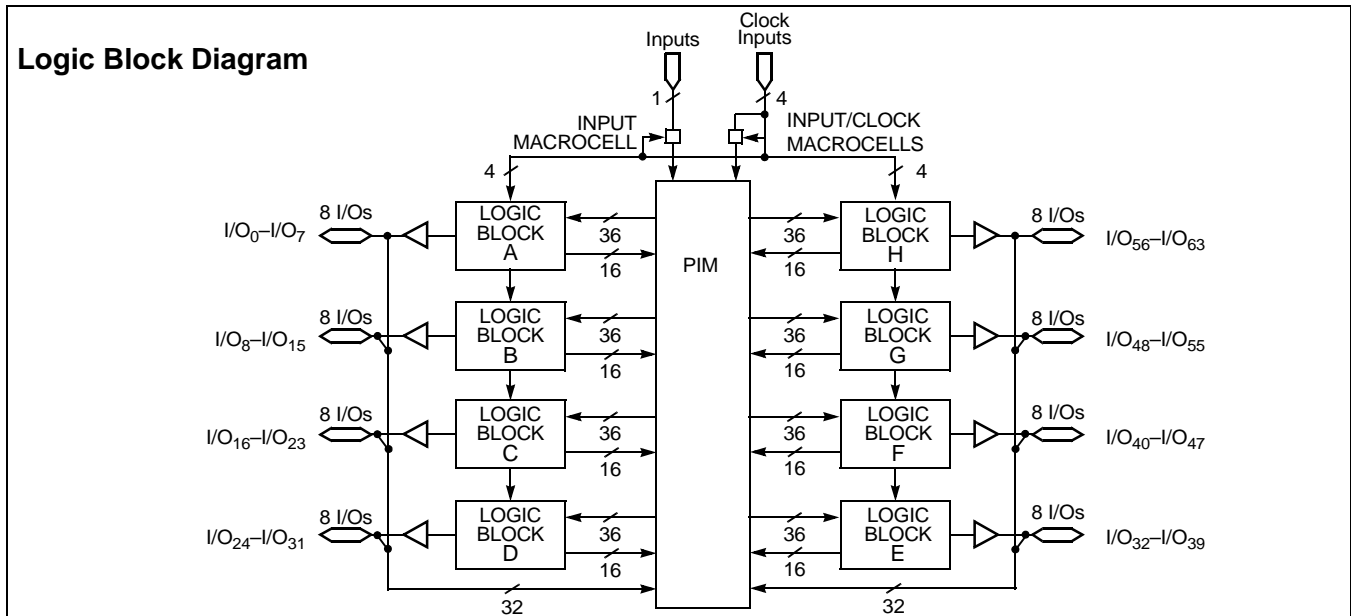 Logic Block Diagram
Inputs
Clock
Inputs
1
4
INPUT
MACROCELL
INPUT/CLOCK
MACROCELLS
4
4
PIM
I/O0–I/O7
8 I/Os
LOGIC
BLOCK
A
36
16
36
16
LOGIC
BLOCK
H
8 I/Os
I/O56–I/O63
I/O8–I/O15
8 I/Os
LOGIC
BLOCK
B
36
16
36
16
LOGIC
BLOCK
G
8 I/Os
I/O48–I/O55
I/O16–I/O23
8 I/Os
LOGIC
BLOCK
C
36
16
36
16
LOGIC
BLOCK
F
8 I/Os
I/O40–I/O47
I/O24–I/O31
8 I/Os
LOGIC
BLOCK
D
36
16
36
16
LOGIC
BLOCK
E
8 I/Os
I/O32–I/O39
32
32